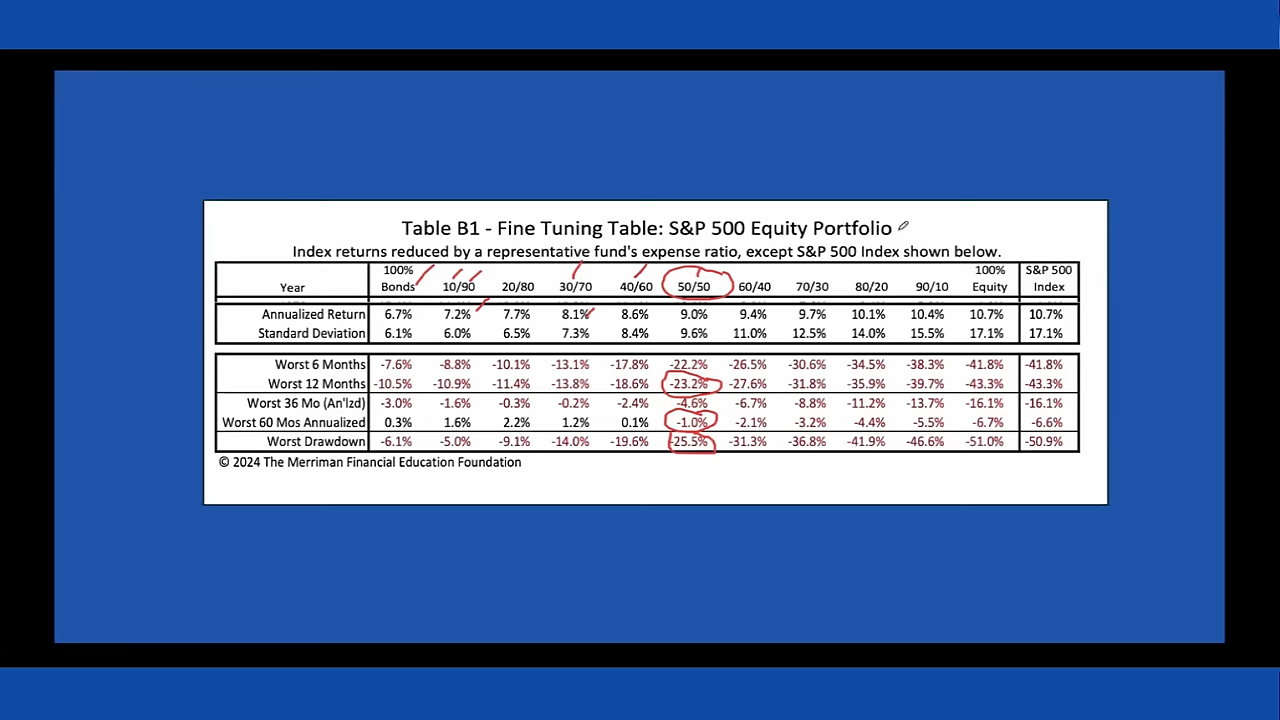 Table B1 - Fine Tuning Table: S&P 500 Equity Portfolio
Index returns reduced by a representative fund's expense ratio, except S&P 500 Index shown below.
100% 100% S&P 500
Year Bonds 10/90 20/80 30/70 40/60 50/50 60/40 70/30 80/20 90/10 Equity Index
Annualized Return 6.7% 7.2% 7.7% 8.1% 8.6% 9.0% 9.4% 9.7% 10.1% 10.4% 10.7% 10.7%
Standard Deviation 6.1% 6.0% 6.5% 7.3% 8.4% 9.6% 11.0% 12.5% 14.0% 15.5% 17.1% 17.1%
Worst 6 Months -7.6% -8.8% -10.1% -13.1% -17.8% -22.2% -26.5% -30.6% -34.5% -38.3% -41.8% -41.8%
Worst 12 Months -10.5% -10.9% -11.4% -13.8% -18.6% -23.2% -27.6% -31.8% -35.9% -39.7% -43.3% -43.3%
Worst 36 Mo (An'lzd) -3.0% -1.6% -0.3% -0.2% -2.4% -4.6% -6.7% -8.8% -11.2% -13.7% -16.1% -16.1%
Worst 60 Mos Annualized 0.3% 1.6% 2.2% 1.2% 0.1% -1.0% -2.1% -3.2% -4.4% -5.5% -6.7% -6.6%
Worst Drawdown -6.1% -5.0% -9.1% -14.0% -19.6% -25.5% -31.3% -36.8% -41.9% -46.6% -51.0% -50.9%
© 2024 The Merriman Financial Education Foundation